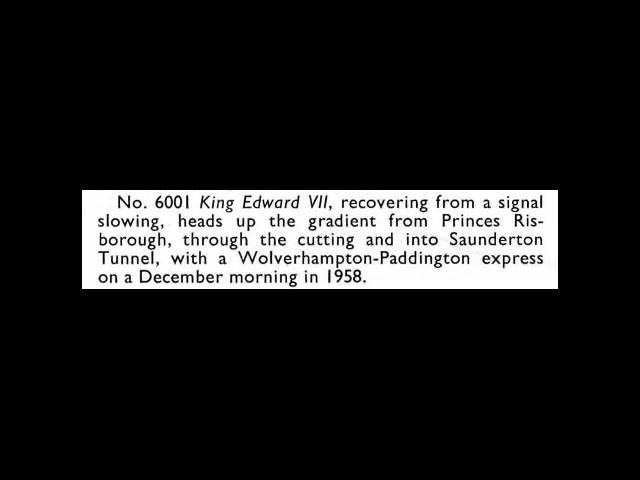 No. 6001 King Edward VII, recovering from a signal
slowing, heads up the gradient from Princes Ris-
borough, through the cutting and into Saunderton
Tunnel, with a Wolverhampton-Paddington express
on a December morning in 1958.